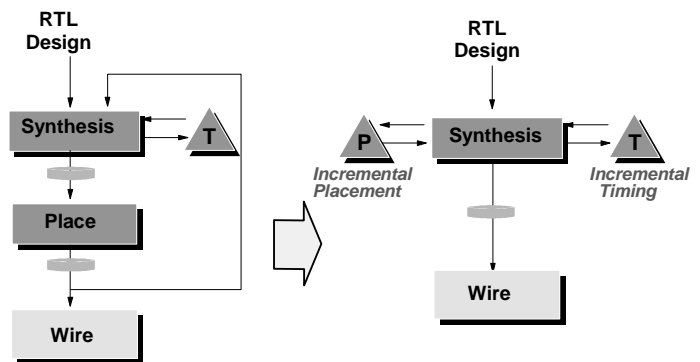 RTL
Design
Synthesis
T
Place
Wire
RTL
Design
P
Synthesis
T
Incremental
Placement
Incremental
Timing
Wire